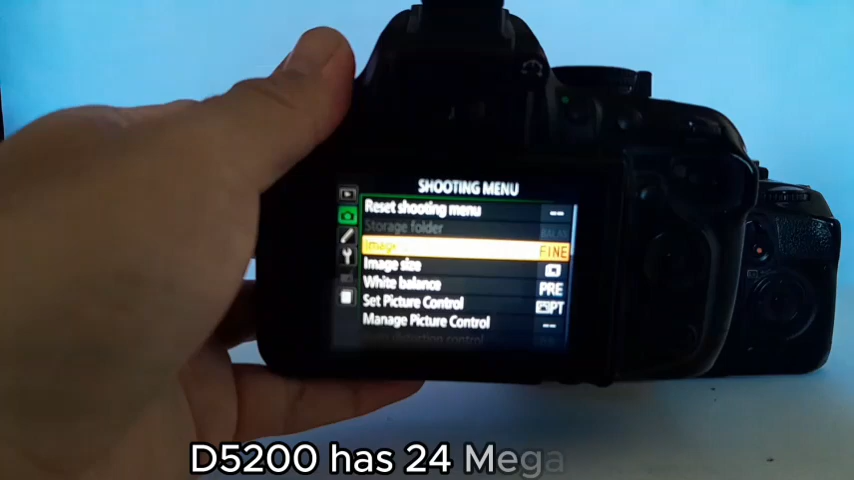 SHOOTING MENU
Reset shooting menu --
Storage folder
Image FINE
Image size
White balance PRE
Set Picture Control PT
Manage Picture Control --
D5200 has 24 Mega